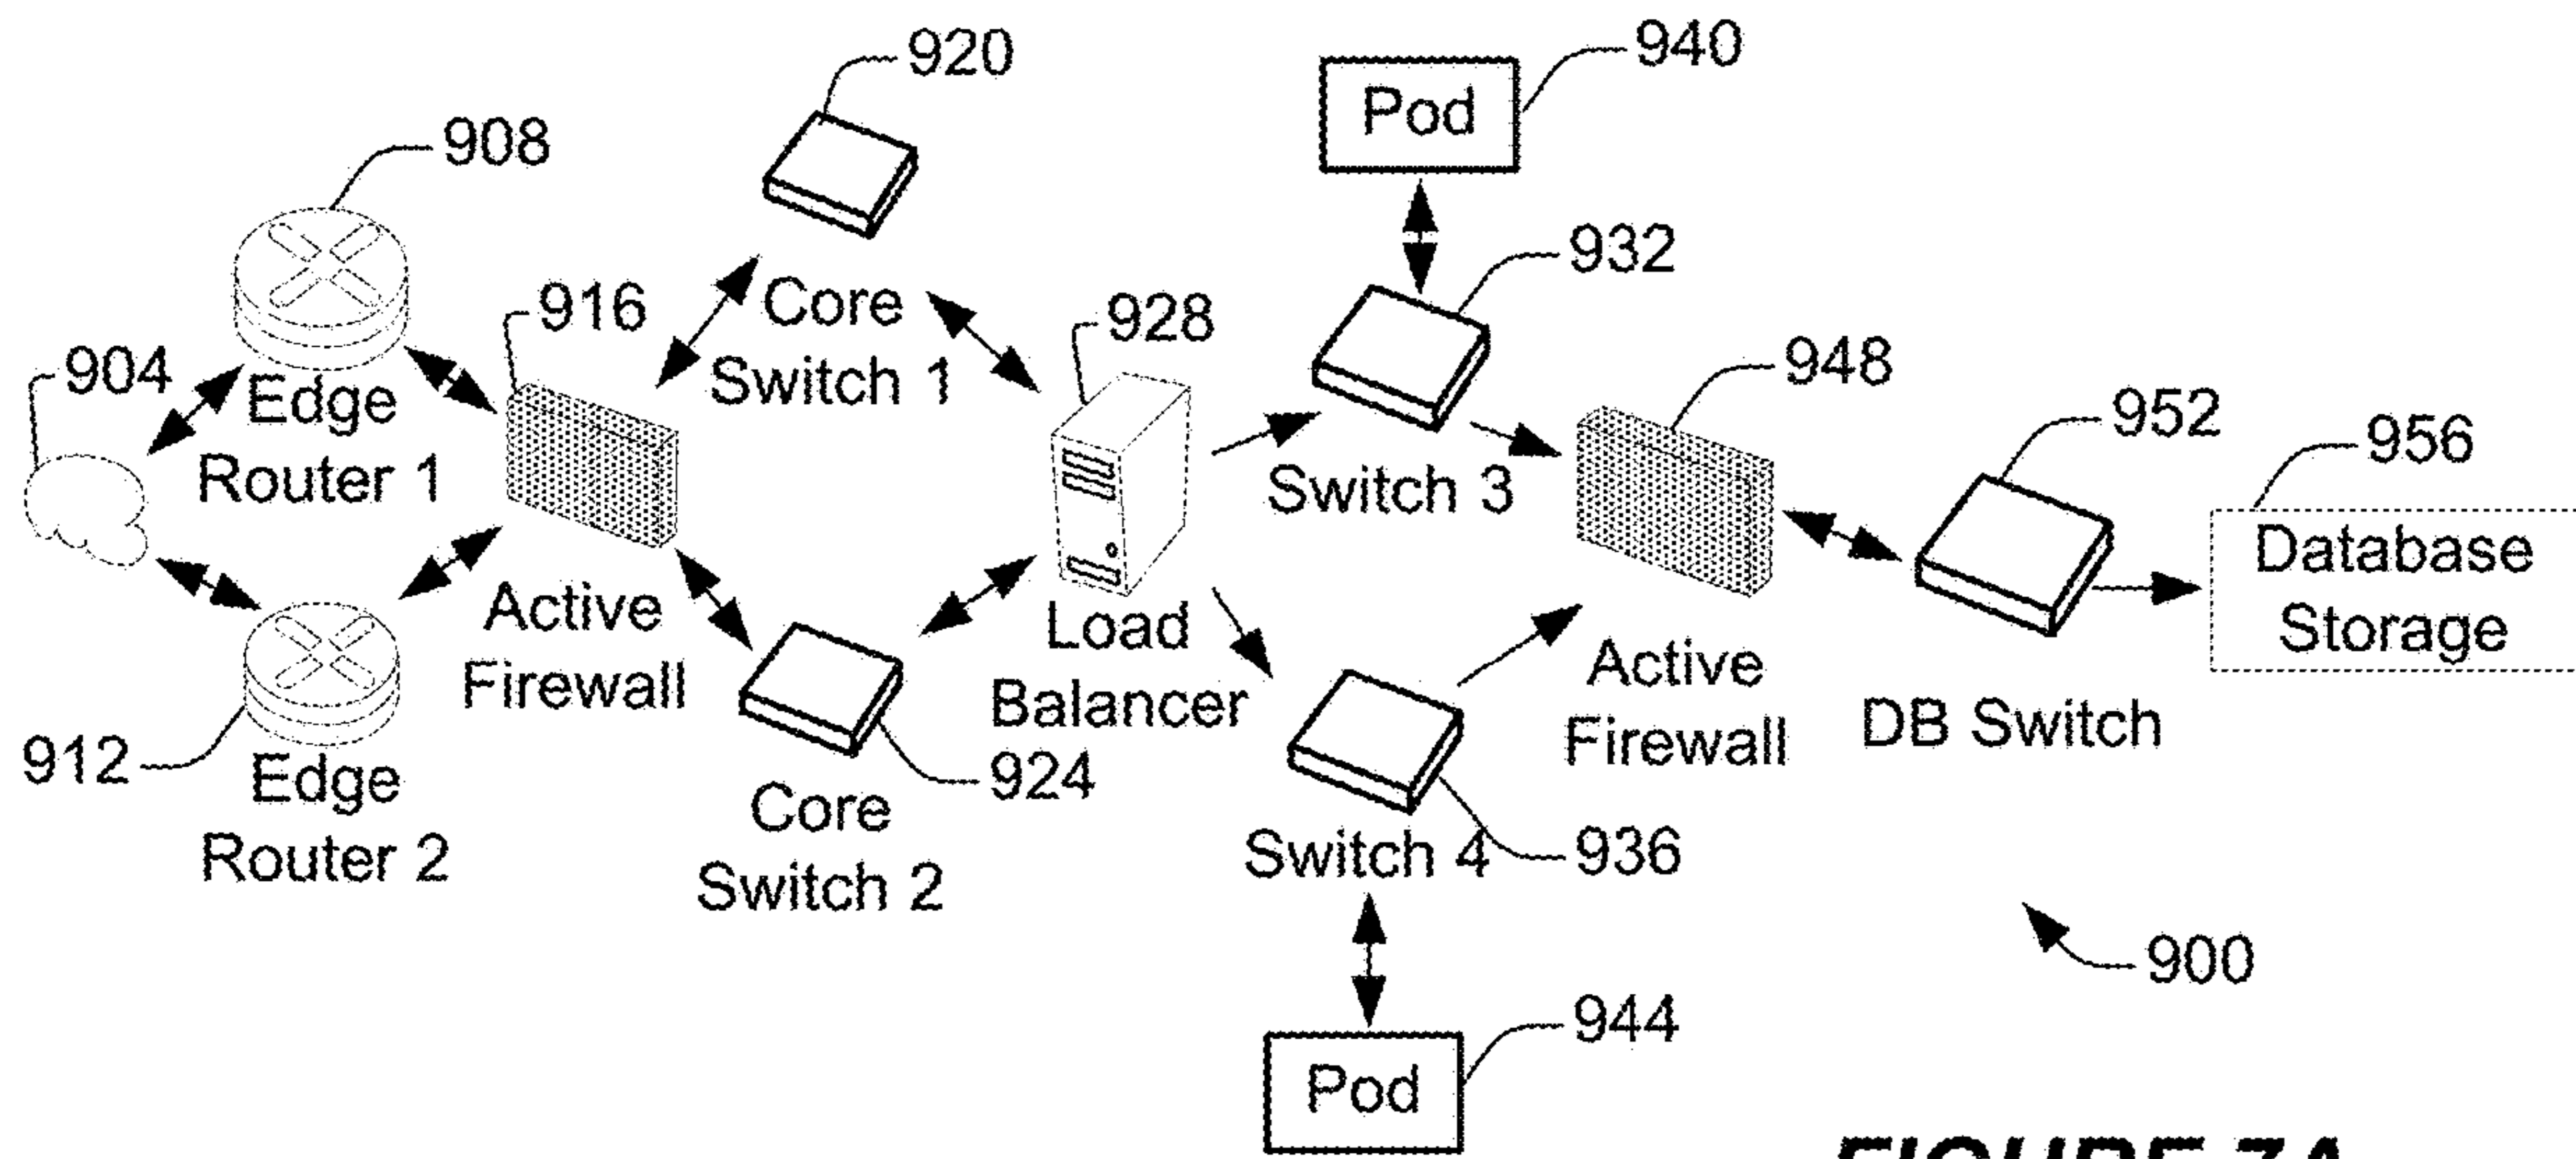 920
940
Pod
908
932
916
Core
Switch 1
928
948
904
Edge
Router 1
952
956
Switch 3
Database
Storage
Active
Firewall
Load
Balancer
Active
Firewall
DB Switch
912
Edge
Router 2
924
Core
Switch 2
Switch 4
936
900
944
Pod
FIGURE 7A